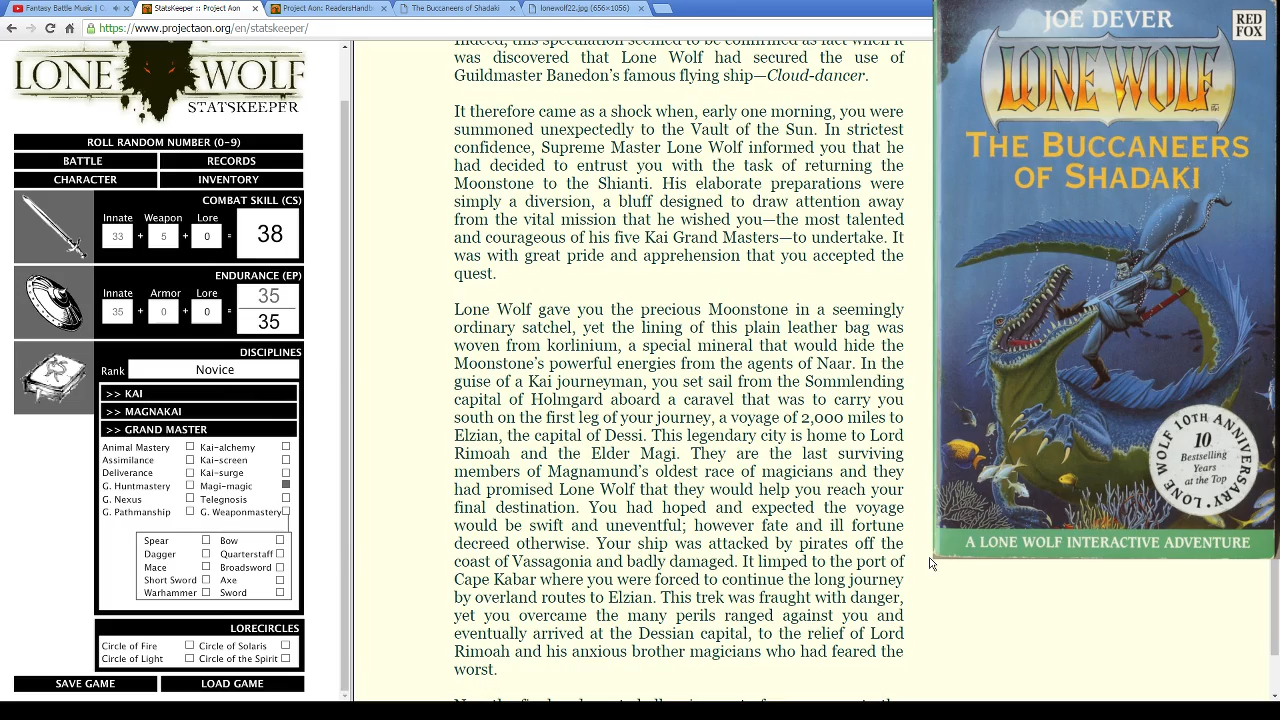 Fantasy Battle Music | C
StatsKeeper :: Project Aon
Project Aon: ReadersHandb
The Buccaneers of Shadaki
lonewolf22.jpg (656×1056)
https://www.projectaon.org/en/statskeeper/
LONE WOLF
STATSKEEPER
ROLL RANDOM NUMBER (0-9)
BATTLE RECORDS
CHARACTER INVENTORY
COMBAT SKILL (CS)
Innate Weapon Lore
33 + 5 + 0 = 38
ENDURANCE (EP)
Innate Armor Lore
35
35 + 0 + 0 =
35
DISCIPLINES
Rank Novice
>> KAI
>> MAGNAKAI
>> GRAND MASTER
Animal Mastery Kai-alchemy
Assimilance Kai-screen
Deliverance Kai-surge
G. Huntmastery Magi-magic
G. Nexus Telegnosis
G. Pathmanship G. Weaponmastery
Spear Bow
Dagger Quarterstaff
Mace Broadsword
Short Sword Axe
Warhammer Sword
LORECIRCLES
Circle of Fire Circle of Solaris
Circle of Light Circle of the Spirit
SAVE GAME LOAD GAME
Indeed, this speculation seemed to be confirmed as fact when it
was discovered that Lone Wolf had secured the use of
Guildmaster Banedon's famous flying ship—Cloud-dancer.
It therefore came as a shock when, early one morning, you were
summoned unexpectedly to the Vault of the Sun. In strictest
confidence, Supreme Master Lone Wolf informed you that he
had decided to entrust you with the task of returning the
Moonstone to the Shianti. His elaborate preparations were
simply a diversion, a bluff designed to draw attention away
from the vital mission that he wished you—the most talented
and courageous of his five Kai Grand Masters—to undertake. It
was with great pride and apprehension that you accepted the
quest.
Lone Wolf gave you the precious Moonstone in a seemingly
ordinary satchel, yet the lining of this plain leather bag was
woven from korlinium, a special mineral that would hide the
Moonstone's powerful energies from the agents of Naar. In the
guise of a Kai journeyman, you set sail from the Sommlending
capital of Holmgard aboard a caravel that was to carry you
south on the first leg of your journey, a voyage of 2,000 miles to
Elzian, the capital of Dessi. This legendary city is home to Lord
Rimoah and the Elder Magi. They are the last surviving
members of Magnamund's oldest race of magicians and they
had promised Lone Wolf that they would help you reach your
final destination. You had hoped and expected the voyage
would be swift and uneventful; however fate and ill fortune
decreed otherwise. Your ship was attacked by pirates off the
coast of Vassagonia and badly damaged. It limped to the port of
Cape Kabar where you were forced to continue the long journey
by overland routes to Elzian. This trek was fraught with danger,
yet you overcame the many perils ranged against you and
eventually arrived at the Dessian capital, to the relief of Lord
Rimoah and his anxious brother magicians who had feared the
worst.
JOE DEVER
RED
FOX
LONE WOLF
THE BUCCANEERS
OF SHADAKI
LONE WOLF 10TH ANNIVERSARY
10
Bestselling
Years
at the Top
A LONE WOLF INTERACTIVE ADVENTURE